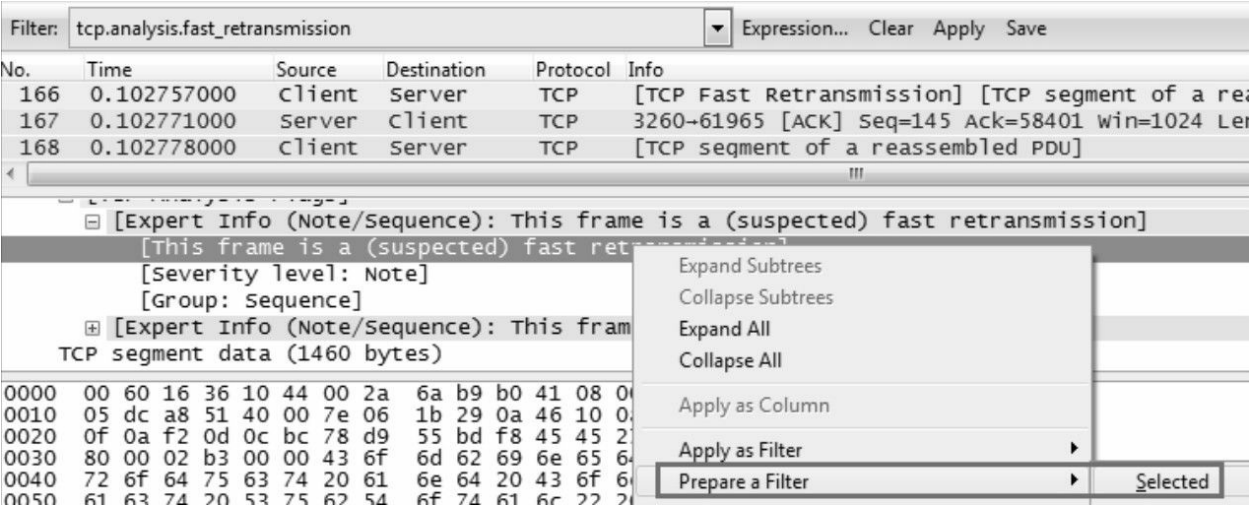 Filter: tcp.analysis.fast_retransmission Expression... Clear Apply Save
No. Time Source Destination Protocol Info
166 0.102757000 Client Server TCP [TCP Fast Retransmission] [TCP segment of a rea
167 0.102771000 Server Client TCP 3260→61965 [ACK] Seq=145 Ack=58401 Win=1024 Len
168 0.102778000 Client Server TCP [TCP segment of a reassembled PDU]
[Expert Info (Note/Sequence): This frame is a (suspected) fast retransmission]
[This frame is a (suspected) fast retransmission]
[Severity level: Note]
[Group: Sequence]
[Expert Info (Note/Sequence): This fram
TCP segment data (1460 bytes)
Expand Subtrees
Collapse Subtrees
Expand All
Collapse All
Apply as Column
Apply as Filter
Prepare a Filter Selected
0000 00 60 16 36 10 44 00 2a 6a b9 b0 41 08 0
0010 05 dc a8 51 40 00 7e 06 1b 29 0a 46 10 0
0020 0f 0a f2 0d 0c bc 78 d9 55 bd f8 45 45 2
0030 80 00 02 b3 00 00 43 6f 6d 62 69 6e 65 6
0040 72 6f 64 75 63 74 20 61 6e 64 20 43 6f 6
0050 61 63 74 20 53 75 62 54 6f 74 61 6c 22 2